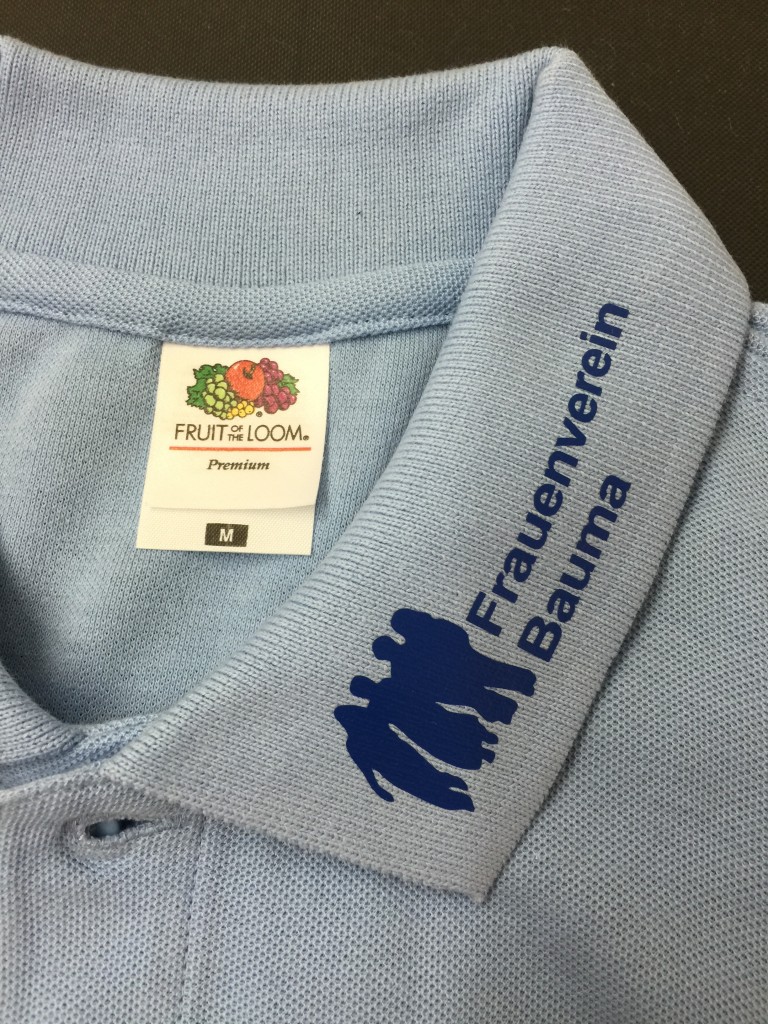 FRUIT OF THE LOOM®
Premium
M
Frauenverein
Bauma